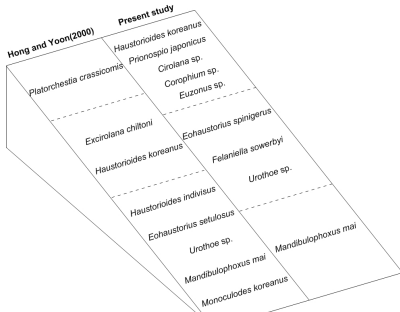 Hong and Yoon(2000)
Present study
Platorchestia crassicornis
Excirolana chiltoni
Haustorioides koreanus
Haustorioides indivisus
Eohaustorius setulosus
Urothoe sp.
Mandibulophoxus mai
Monoculodes koreanus
Haustorioides koreanus
Prionospio japonicus
Cirolana sp.
Corophium sp.
Euzonus sp.
Eohaustorius spinigerus
Felaniella sowerbyi
Urothoe sp.
Mandibulophoxus mai